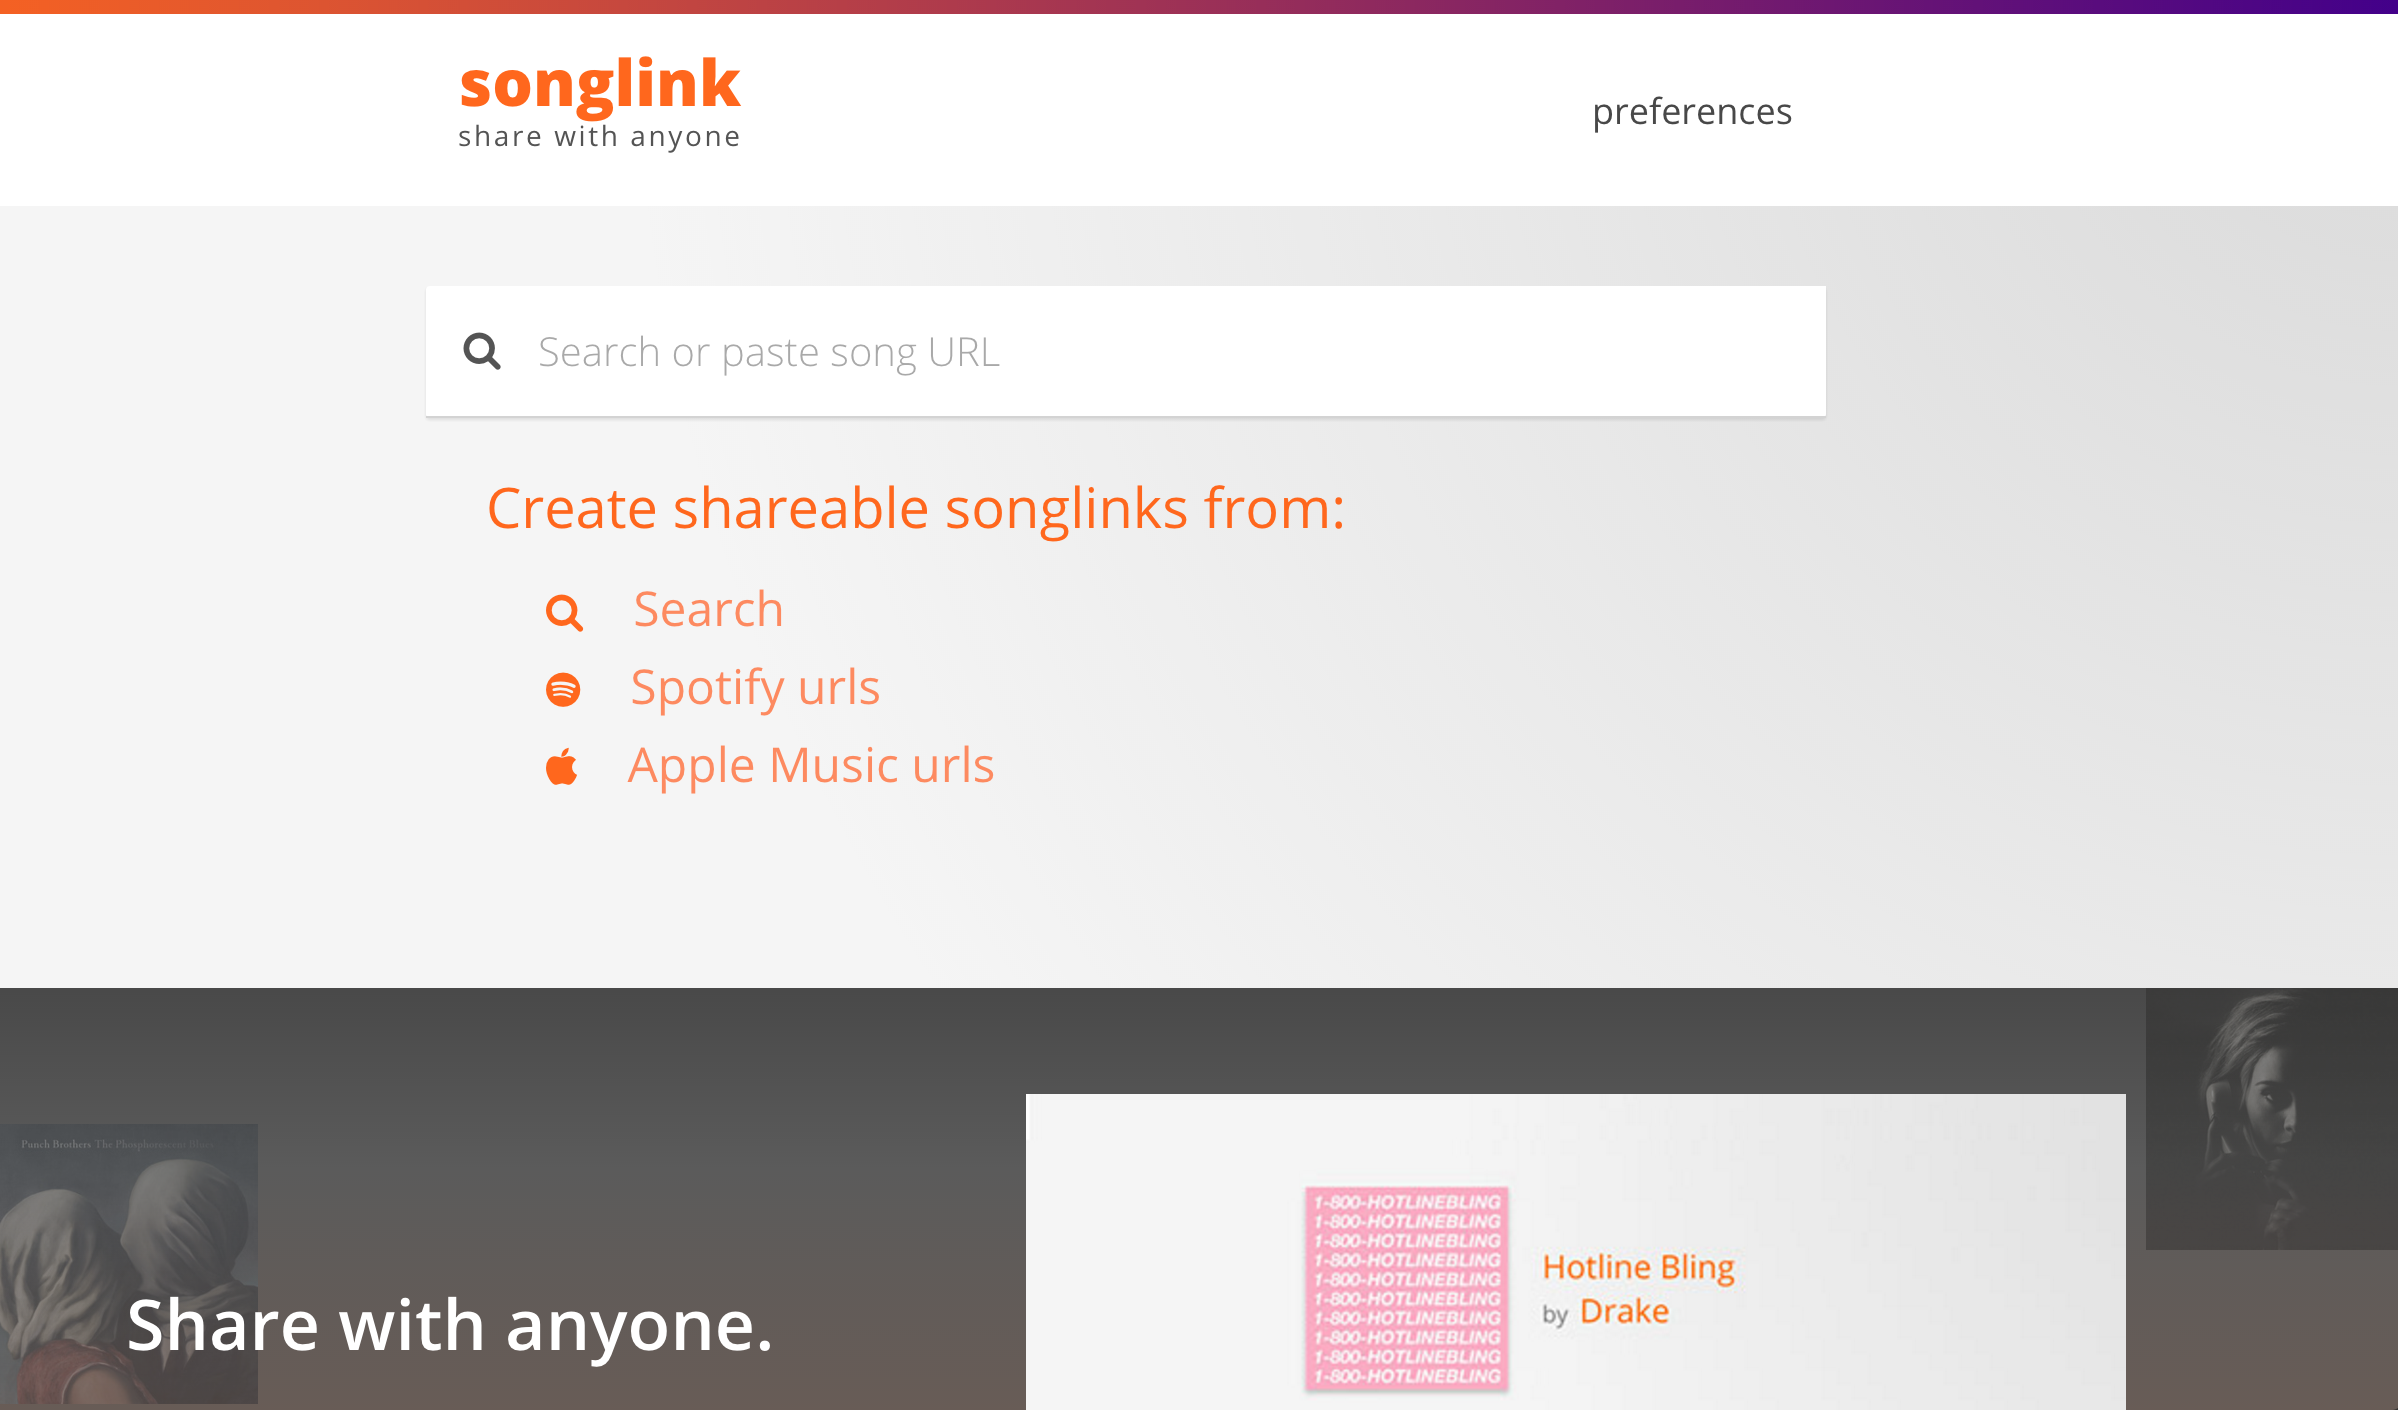 songlink
share with anyone
preferences
Search or paste song URL
Create shareable songlinks from:
Search
Spotify urls
Apple Music urls
Punch Brothers The Phosphorescent Blues
1-800-HOTLINEBLING
1-800-HOTLINEBLING
1-800-HOTLINEBLING
1-800-HOTLINEBLING
1-800-HOTLINEBLING
1-800-HOTLINEBLING
1-800-HOTLINEBLING
1-800-HOTLINEBLING
1-800-HOTLINEBLING
1-800-HOTLINEBLING
Hotline Bling
by Drake
Share with anyone.